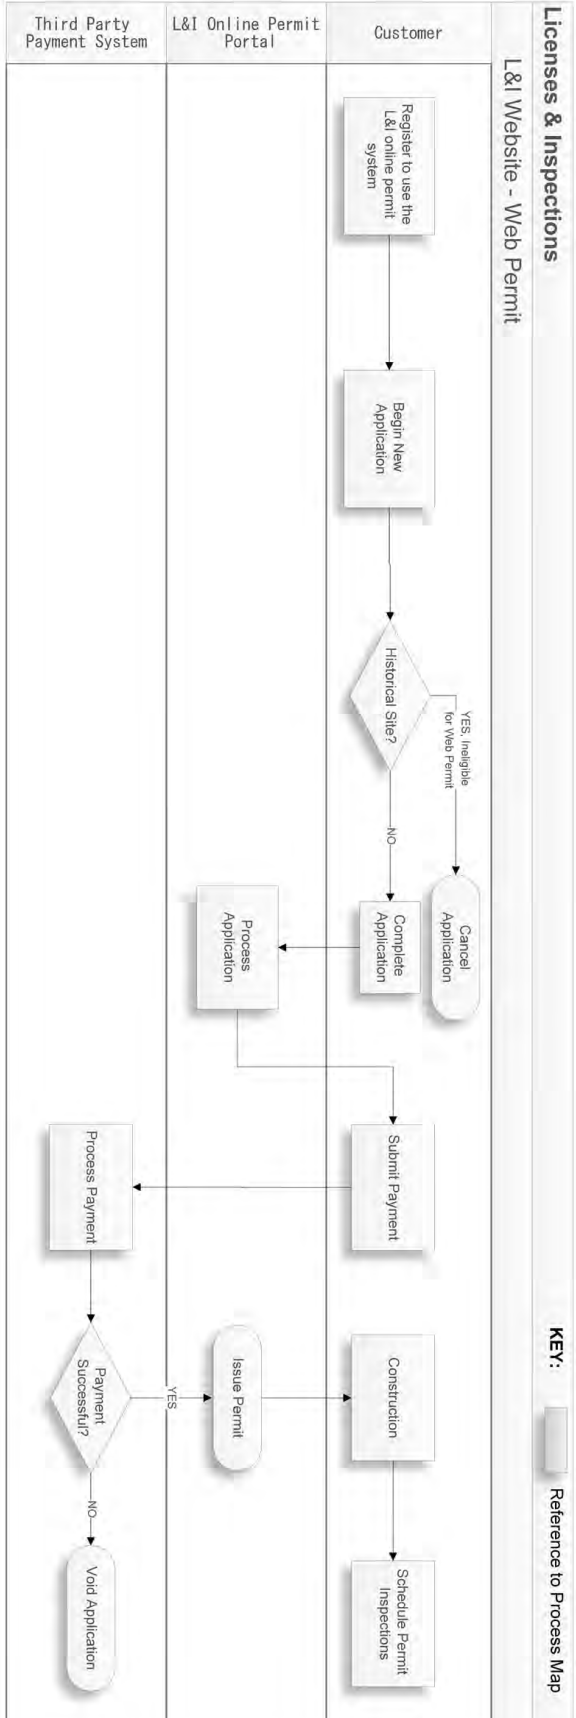 Licenses & Inspections
L&I Website - Web Permit
KEY:
Reference to Process Map
Customer
L&I Online Permit
Portal
Third Party
Payment System
Register to use the
L&I online permit
system
Begin New
Application
Historical Site?
YES, Ineligible
for Web Permit
Cancel
Application
NO
Complete
Application
Process
Application
Submit Payment
Process Payment
Payment
Successful?
YES
Issue Permit
NO
Void Application
Construction
Schedule Permit
Inspections